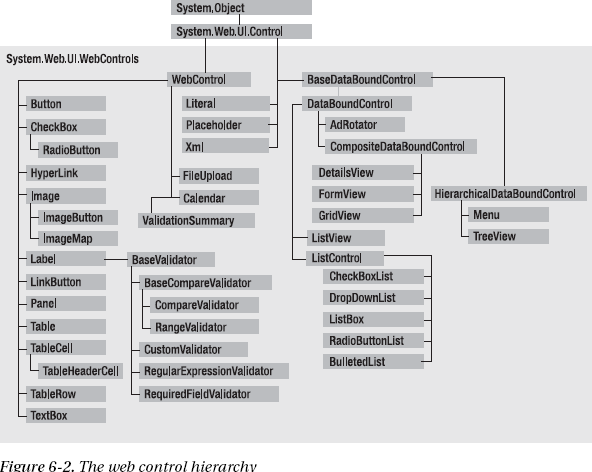 System,Object
System.Web.UI.Control
System.Web.UI.WebControls
WebControl
BaseDataBoundControl
Button
CheckBox
RadioButton
HyperLink
Image
ImageButton
ImageMap
Label
LinkButton
Panel
Table
TableCell
TableHeaderCell
TableRow
TextBox
Literal
Placeholder
Xml
FileUpload
Calendar
ValidationSummary
BaseValidator
BaseCompareValidator
CompareValidator
RangeValidator
CustomValidator
RegularExpressionValidator
RequiredFieldValidator
DataBoundControl
AdRotator
CompositeDataBoundControl
DetailsView
FormView
GridView
ListView
ListControl
CheckBoxList
DropDownList
ListBox
RadioButtonList
BulletedList
HierarchicalDataBoundControl
Menu
TreeView
Figure 6-2. The web control hierarchy